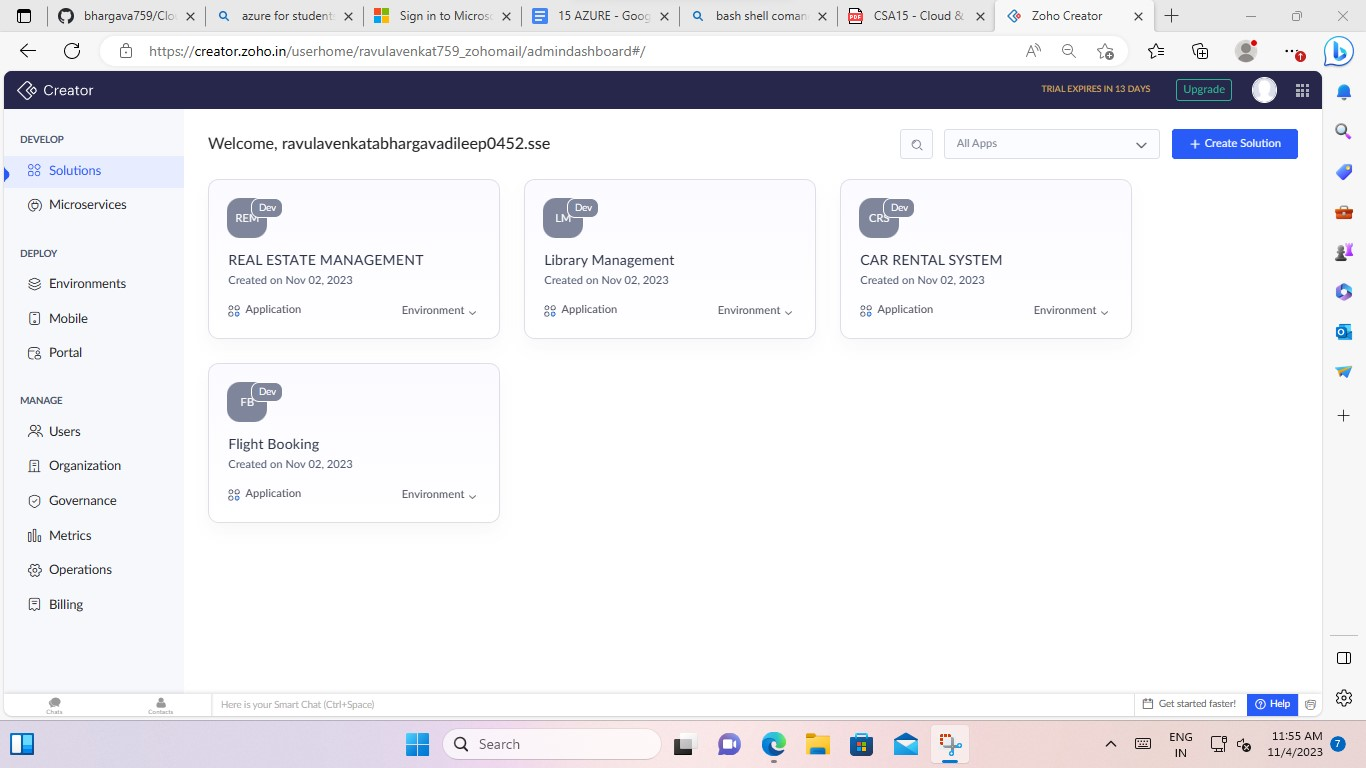 bhargava759/Clo
azure for student
Sign in to Micros
15 AZURE - Goog
bash shell coman
CSA15 - Cloud &
Zoho Creator
https://creator.zoho.in/userhome/ravulavenkat759_zohomail/admindashboard#/
Creator
TRIAL EXPIRES IN 13 DAYS
Upgrade
DEVELOP
Solutions
Microservices
DEPLOY
Environments
Mobile
Portal
MANAGE
Users
Organization
Governance
Metrics
Operations
Billing
Welcome, ravulavenkatabhargavadileep0452.sse
All Apps
+ Create Solution
REM Dev
REAL ESTATE MANAGEMENT
Created on Nov 02, 2023
Application Environment
LM Dev
Library Management
Created on Nov 02, 2023
Application Environment
CRS Dev
CAR RENTAL SYSTEM
Created on Nov 02, 2023
Application Environment
FB Dev
Flight Booking
Created on Nov 02, 2023
Application Environment
Chats
Contacts
Here is your Smart Chat (Ctrl+Space)
Get started faster!
Help
Search
ENG
IN
11:55 AM
11/4/2023
7